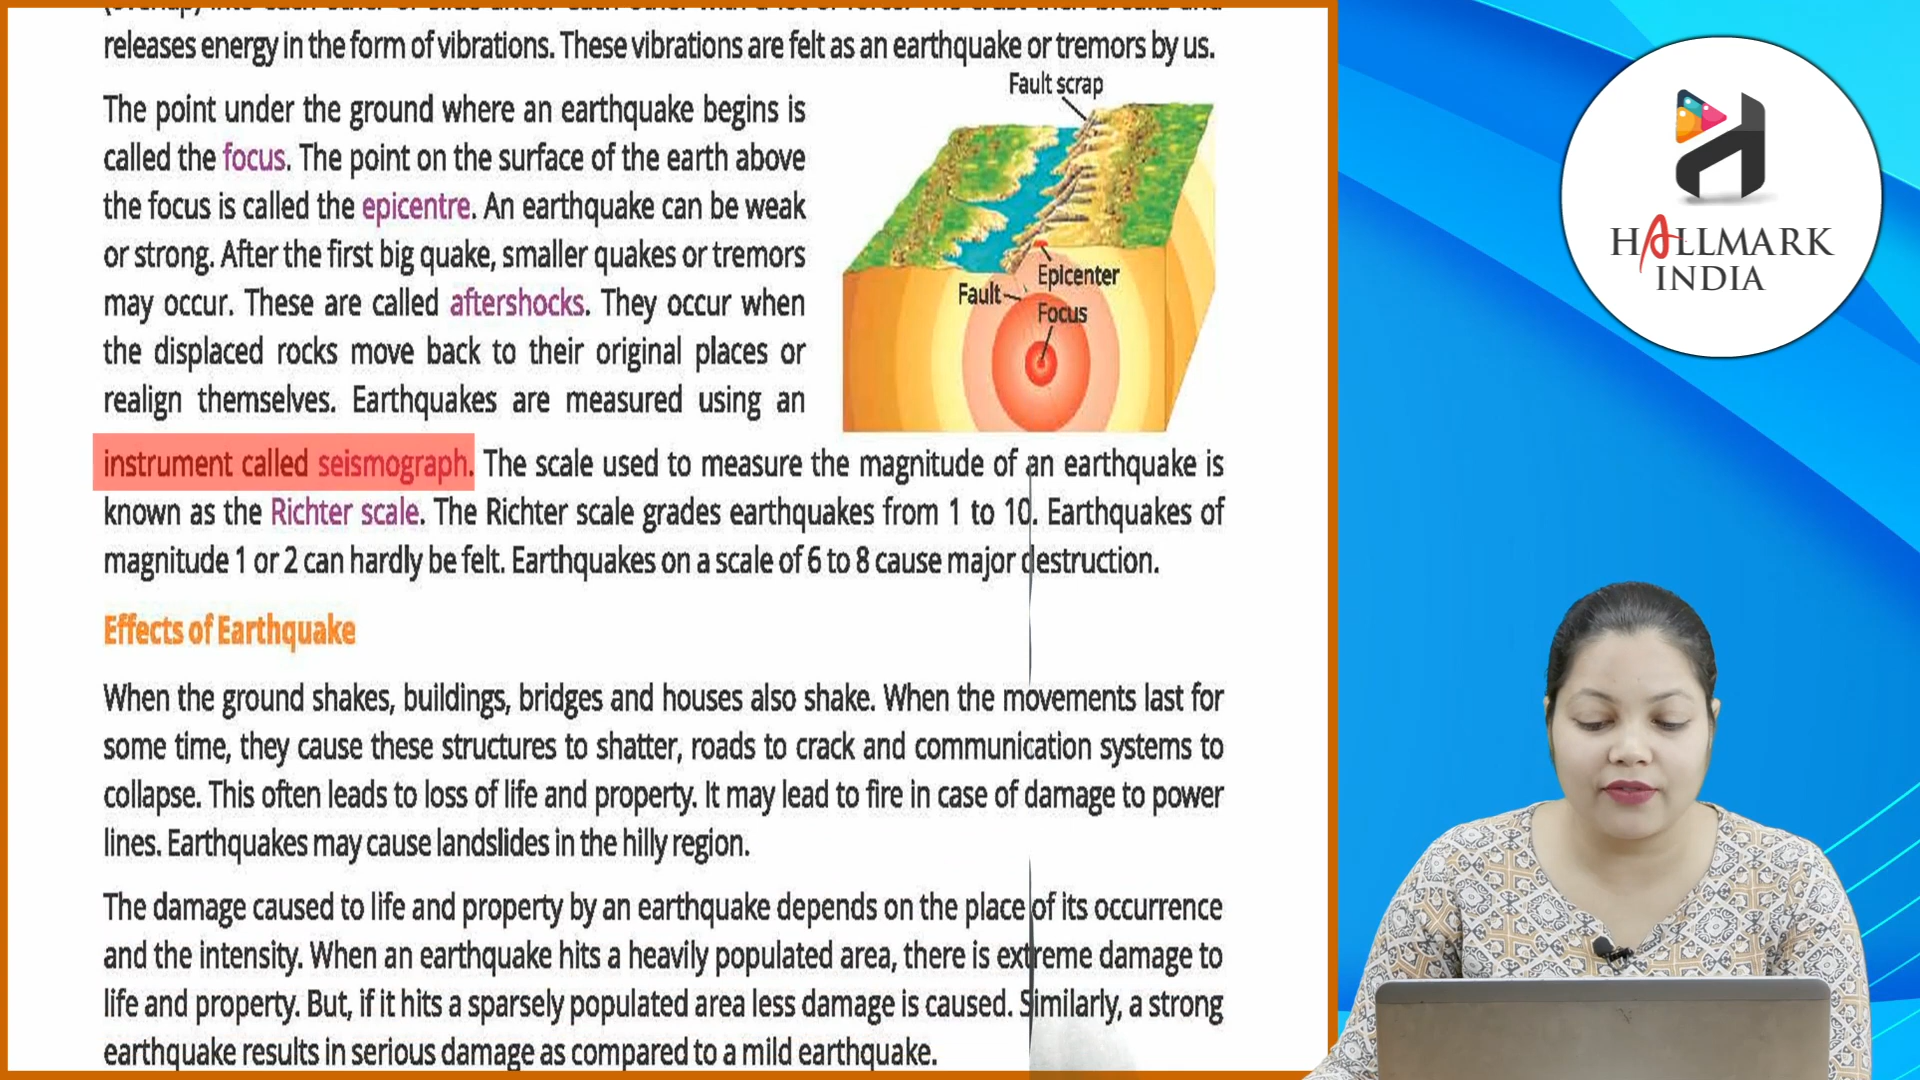 releases energy in the form of vibrations. These vibrations are felt as an earthquake or tremors by us.
The point under the ground where an earthquake begins is
called the focus. The point on the surface of the earth above
the focus is called the epicentre. An earthquake can be weak
or strong. After the first big quake, smaller quakes or tremors
may occur. These are called aftershocks. They occur when
the displaced rocks move back to their original places or
realign themselves. Earthquakes are measured using an
instrument called seismograph. The scale used to measure the magnitude of an earthquake is
known as the Richter scale. The Richter scale grades earthquakes from 1 to 10. Earthquakes of
magnitude 1 or 2 can hardly be felt. Earthquakes on a scale of 6 to 8 cause major destruction.
Fault scrap
Epicenter
Fault
Focus
Effects of Earthquake
When the ground shakes, buildings, bridges and houses also shake. When the movements last for
some time, they cause these structures to shatter, roads to crack and communication systems to
collapse. This often leads to loss of life and property. It may lead to fire in case of damage to power
lines. Earthquakes may cause landslides in the hilly region.
The damage caused to life and property by an earthquake depends on the place of its occurrence
and the intensity. When an earthquake hits a heavily populated area, there is extreme damage to
life and property. But, if it hits a sparsely populated area less damage is caused. Similarly, a strong
earthquake results in serious damage as compared to a mild earthquake.
HALLMARK
INDIA